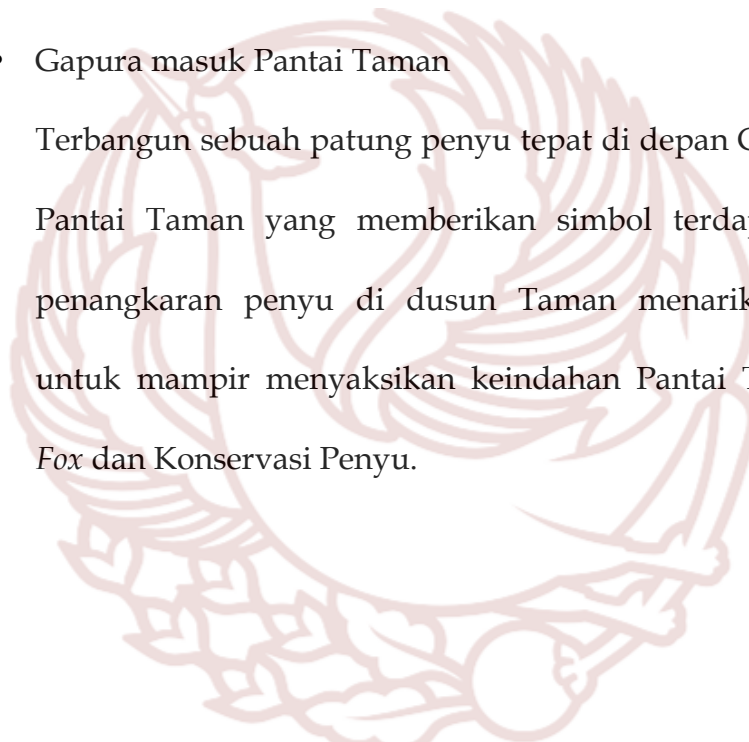 • Gapura masuk Pantai Taman
Terbangun sebuah patung penyu tepat di depan
Pantai Taman yang memberikan simbol
penangkaran penyu di dusun Taman menarik
untuk mampir menyaksikan keindahan Pantai
Fox dan Konservasi Penyu.